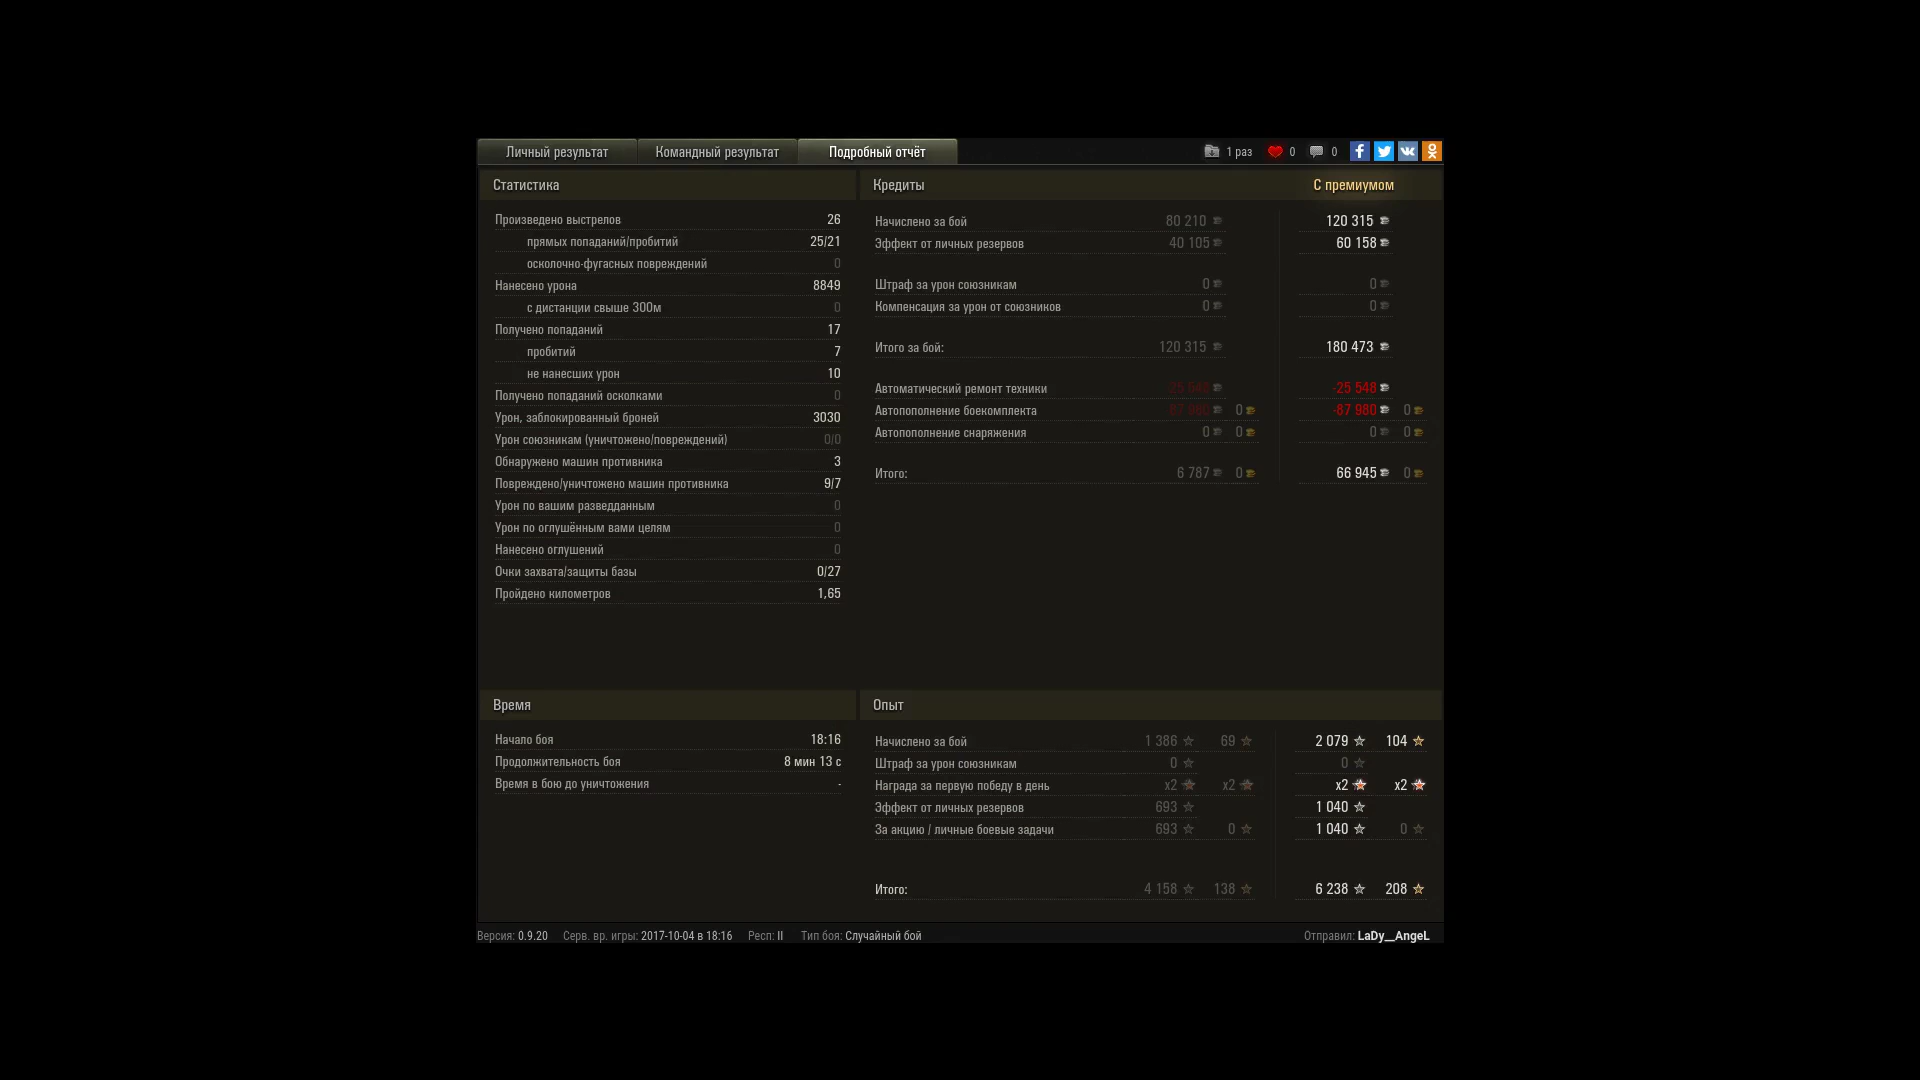 Личный результат Командный результат Подробный отчёт 1 раз 0 0
Статистика
Произведено выстрелов 26
прямых попаданий/пробитий 25/21
осколочно-фугасных повреждений 0
Нанесено урона 8849
с дистанции свыше 300м 0
Получено попаданий 17
пробитий 7
не нанесших урон 10
Получено попаданий осколками 0
Урон, заблокированный броней 3030
Урон союзникам (уничтожено/повреждений) 0/0
Обнаружено машин противника 3
Повреждено/уничтожено машин противника 9/7
Урон по вашим разведданным 0
Урон по оглушённым вами целям 0
Нанесено оглушений 0
Очки захвата/защиты базы 0/27
Пройдено километров 1,65
Кредиты С премиумом
Начислено за бой 80 210 120 315
Эффект от личных резервов 40 105 60 158
Штраф за урон союзникам 0 0
Компенсация за урон от союзников 0 0
Итого за бой: 120 315 180 473
Автоматический ремонт техники -25 548
Автопополнение боекомплекта 0 -87 980 0
Автопополнение снаряжения 0 0 0 0
Итого: 6 787 0 66 945 0
Время
Начало боя 18:16
Продолжительность боя 8 мин 13 с
Время в бою до уничтожения -
Опыт
Начислено за бой 1 386 69 2 079 104
Штраф за урон союзникам 0 0
Награда за первую победу в день x2 x2 x2 x2
Эффект от личных резервов 693 1 040
За акцию / личные боевые задачи 693 0 1 040 0
Итого: 4 158 138 6 238 208
Версия: 0.9.20 Серв. вр. игры: 2017-10-04 в 18:16 Респ: II Тип боя: Случайный бой Отправил: LaDy__AngeL